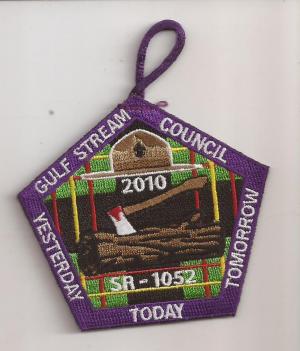 GULF STREAM COUNCIL
2010
SR - 1052
YESTERDAY TODAY TOMORROW